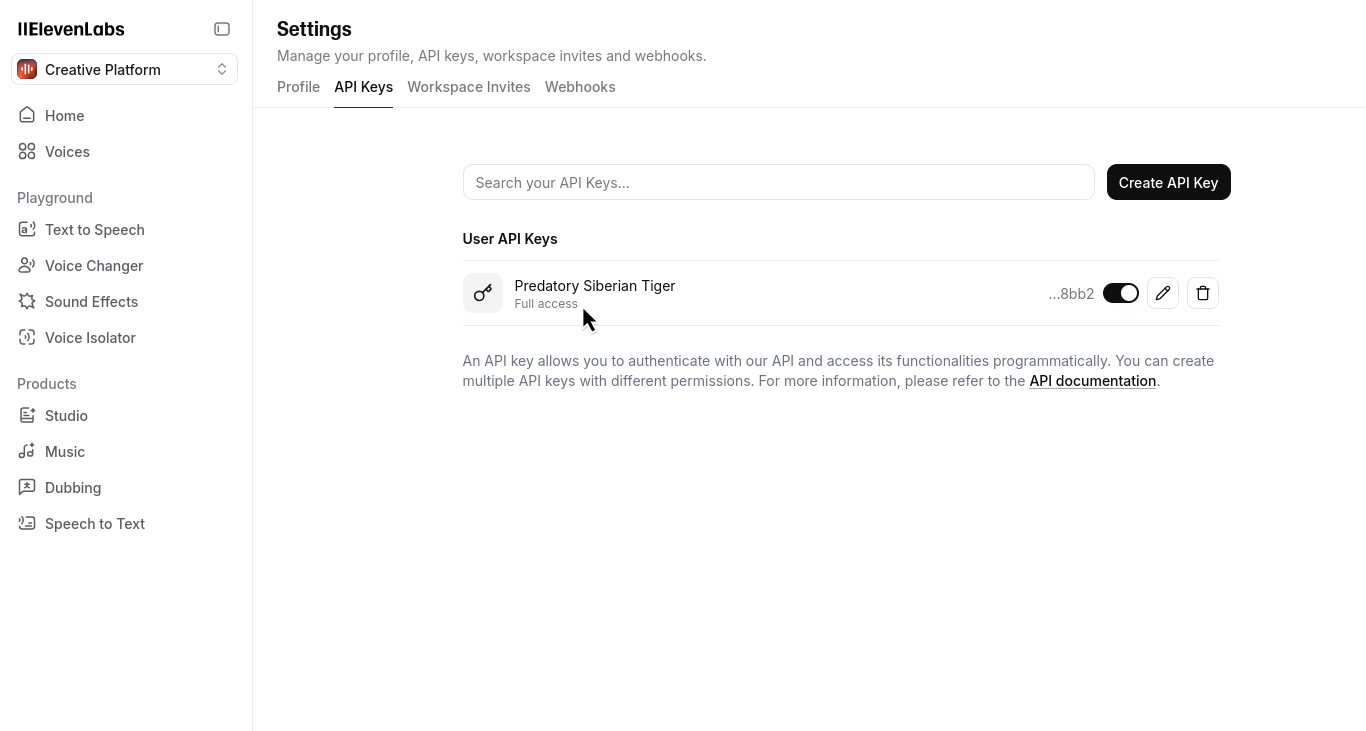 IIElevenLabs
Creative Platform
Home
Voices
Playground
Text to Speech
Voice Changer
Sound Effects
Voice Isolator
Products
Studio
Music
Dubbing
Speech to Text
Settings
Manage your profile, API keys, workspace invites and webhooks.
Profile API Keys Workspace Invites Webhooks
Search your API Keys...
Create API Key
User API Keys
Predatory Siberian Tiger
Full access
...8bb2
An API key allows you to authenticate with our API and access its functionalities programmatically. You can create
multiple API keys with different permissions. For more information, please refer to the API documentation.